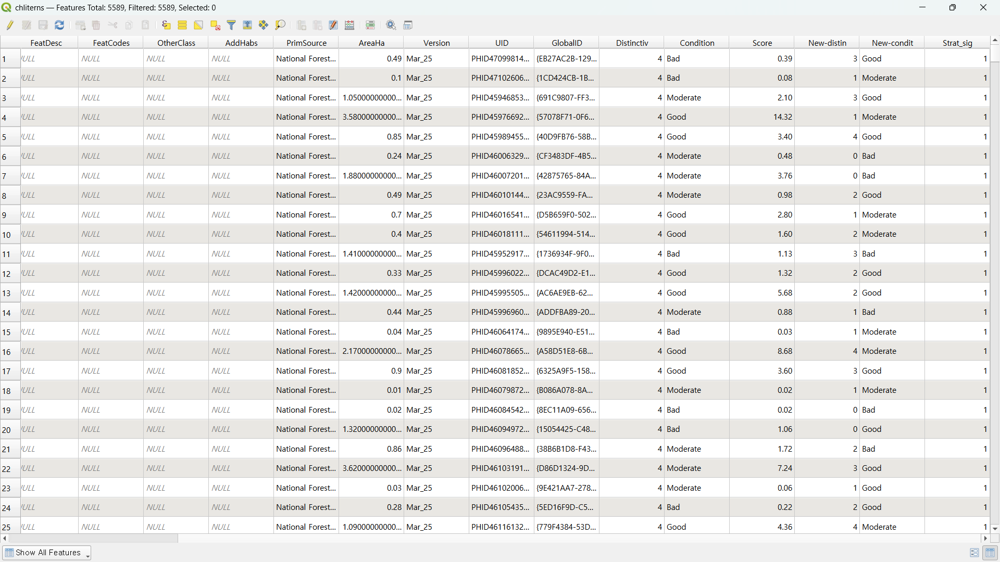 chliterns — Features Total: 5589, Filtered: 5589, Selected: 0
FeatDesc FeatCodes OtherClass AddHabs PrimSource AreaHa Version UID GlobalID Distinctiv Condition Score New-distin New-condit Strat_sig
1 ULL NULL NULL NULL National Forest... 0.49 Mar_25 PHID47099814... {EB27AC2B-129... 4 Bad 0.39 3 Good 1
2 ULL NULL NULL NULL National Forest... 0.1 Mar_25 PHID47102606... {1CD424CB-1B... 4 Bad 0.08 1 Moderate 1
3 ULL NULL NULL NULL National Forest... 1.05000000000... Mar_25 PHID45946853... {691C9807-FF3... 4 Moderate 2.10 3 Good 1
4 ULL NULL NULL NULL National Forest... 3.58000000000... Mar_25 PHID45976692... {57078F71-0F6... 4 Good 14.32 1 Moderate 1
5 ULL NULL NULL NULL National Forest... 0.85 Mar_25 PHID45989455... {40D9FB76-58B... 4 Good 3.40 4 Good 1
6 ULL NULL NULL NULL National Forest... 0.24 Mar_25 PHID46006329... {CF3483DF-4B5... 4 Moderate 0.48 0 Bad 1
7 ULL NULL NULL NULL National Forest... 1.88000000000... Mar_25 PHID46007201... {42875765-84A... 4 Moderate 3.76 0 Bad 1
8 ULL NULL NULL NULL National Forest... 0.49 Mar_25 PHID46010144... {23AC9559-FA... 4 Moderate 0.98 2 Good 1
9 ULL NULL NULL NULL National Forest... 0.7 Mar_25 PHID46016541... {D5B659F0-502... 4 Good 2.80 1 Moderate 1
10 ULL NULL NULL NULL National Forest... 0.4 Mar_25 PHID46018111... {54611994-514... 4 Good 1.60 2 Moderate 1
11 ULL NULL NULL NULL National Forest... 1.41000000000... Mar_25 PHID45952917... {1736934F-9F0... 4 Bad 1.13 3 Bad 1
12 ULL NULL NULL NULL National Forest... 0.33 Mar_25 PHID45996022... {DCAC49D2-E1... 4 Good 1.32 2 Good 1
13 ULL NULL NULL NULL National Forest... 1.42000000000... Mar_25 PHID45995505... {AC6AE9EB-62... 4 Good 5.68 2 Good 1
14 ULL NULL NULL NULL National Forest... 0.44 Mar_25 PHID45996960... {ADDFBA89-20... 4 Moderate 0.88 1 Bad 1
15 ULL NULL NULL NULL National Forest... 0.04 Mar_25 PHID46064174... {9895E940-E51... 4 Bad 0.03 1 Moderate 1
16 ULL NULL NULL NULL National Forest... 2.17000000000... Mar_25 PHID46078665... {A58D51E8-6B... 4 Good 8.68 4 Moderate 1
17 ULL NULL NULL NULL National Forest... 0.9 Mar_25 PHID46081852... {6325A9F5-158... 4 Good 3.60 3 Good 1
18 ULL NULL NULL NULL National Forest... 0.01 Mar_25 PHID46079872... {B086A078-8A... 4 Moderate 0.02 1 Moderate 1
19 ULL NULL NULL NULL National Forest... 0.02 Mar_25 PHID46084542... {8EC11A09-656... 4 Bad 0.02 0 Bad 1
20 ULL NULL NULL NULL National Forest... 1.32000000000... Mar_25 PHID46094972... {15054425-C48... 4 Bad 1.06 0 Good 1
21 ULL NULL NULL NULL National Forest... 0.86 Mar_25 PHID46096488... {38B6B1D8-F43... 4 Moderate 1.72 2 Bad 1
22 ULL NULL NULL NULL National Forest... 3.62000000000... Mar_25 PHID46103191... {D86D1324-9D... 4 Moderate 7.24 3 Good 1
23 ULL NULL NULL NULL National Forest... 0.03 Mar_25 PHID46102006... {9E421AA7-278... 4 Moderate 0.06 1 Good 1
24 ULL NULL NULL NULL National Forest... 0.28 Mar_25 PHID46105435... {5ED16F9D-C5... 4 Bad 0.22 2 Good 1
25 ULL NULL NULL NULL National Forest... 1.09000000000... Mar_25 PHID46116132... {779F4384-53D... 4 Good 4.36 4 Moderate 1
Show All Features